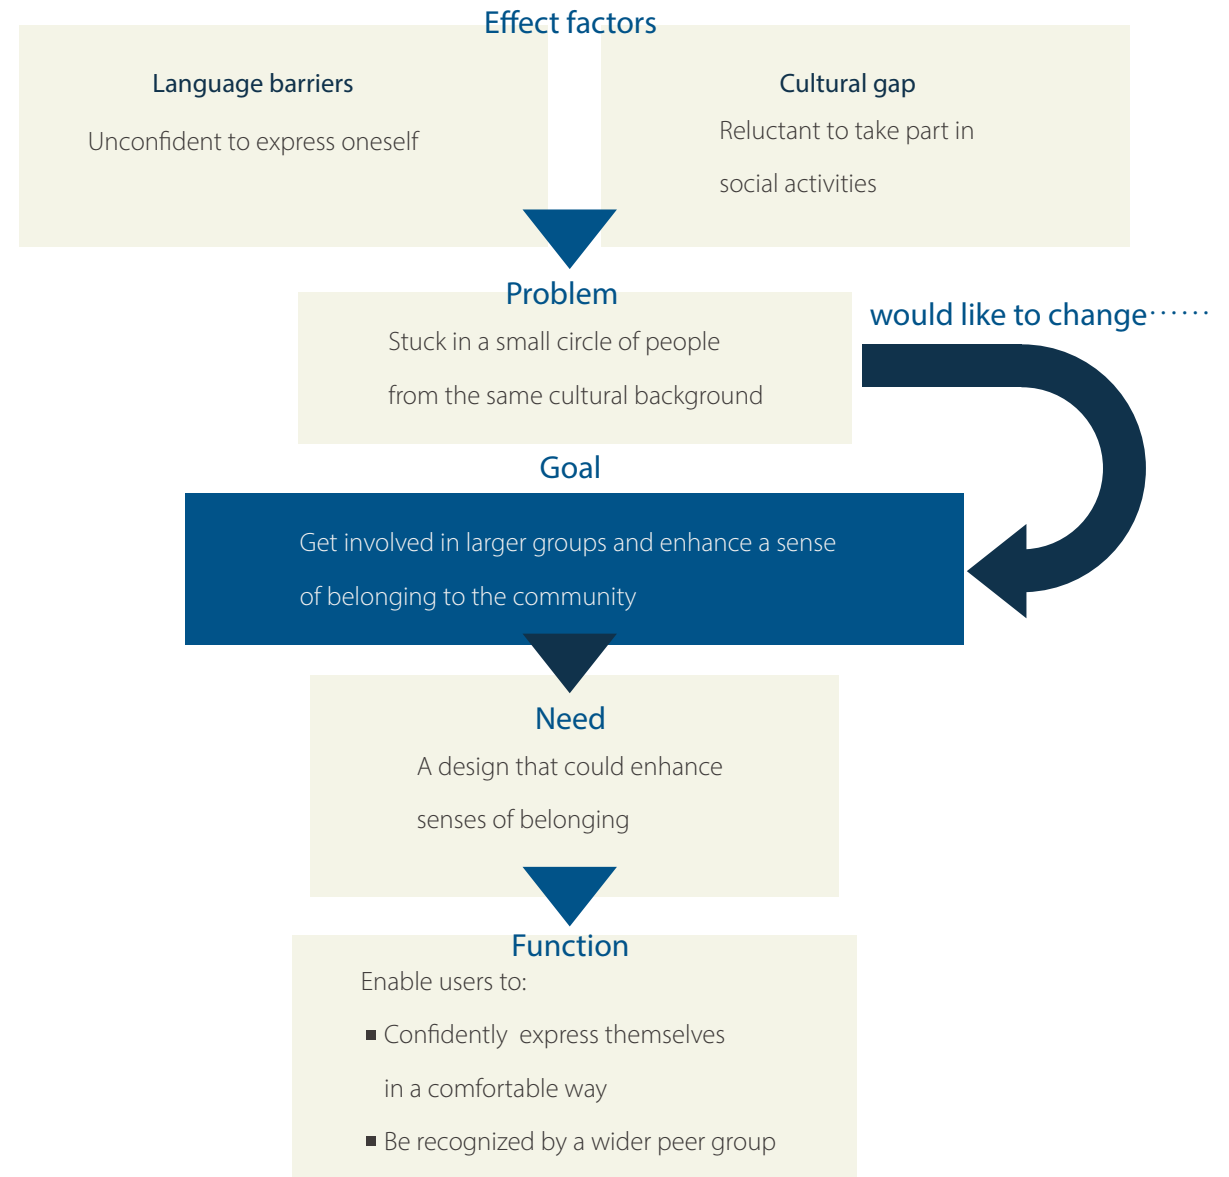 Effect factors
Language barriers
Unconfident to express oneself
Cultural gap
Reluctant to take part in
social activities
Problem
Stuck in a small circle of people
from the same cultural background
would like to change······
Goal
Get involved in larger groups and enhance a sense
of belonging to the community
Need
A design that could enhance
senses of belonging
Function
Enable users to:
▪ Confidently express themselves
in a comfortable way
▪ Be recognized by a wider peer group